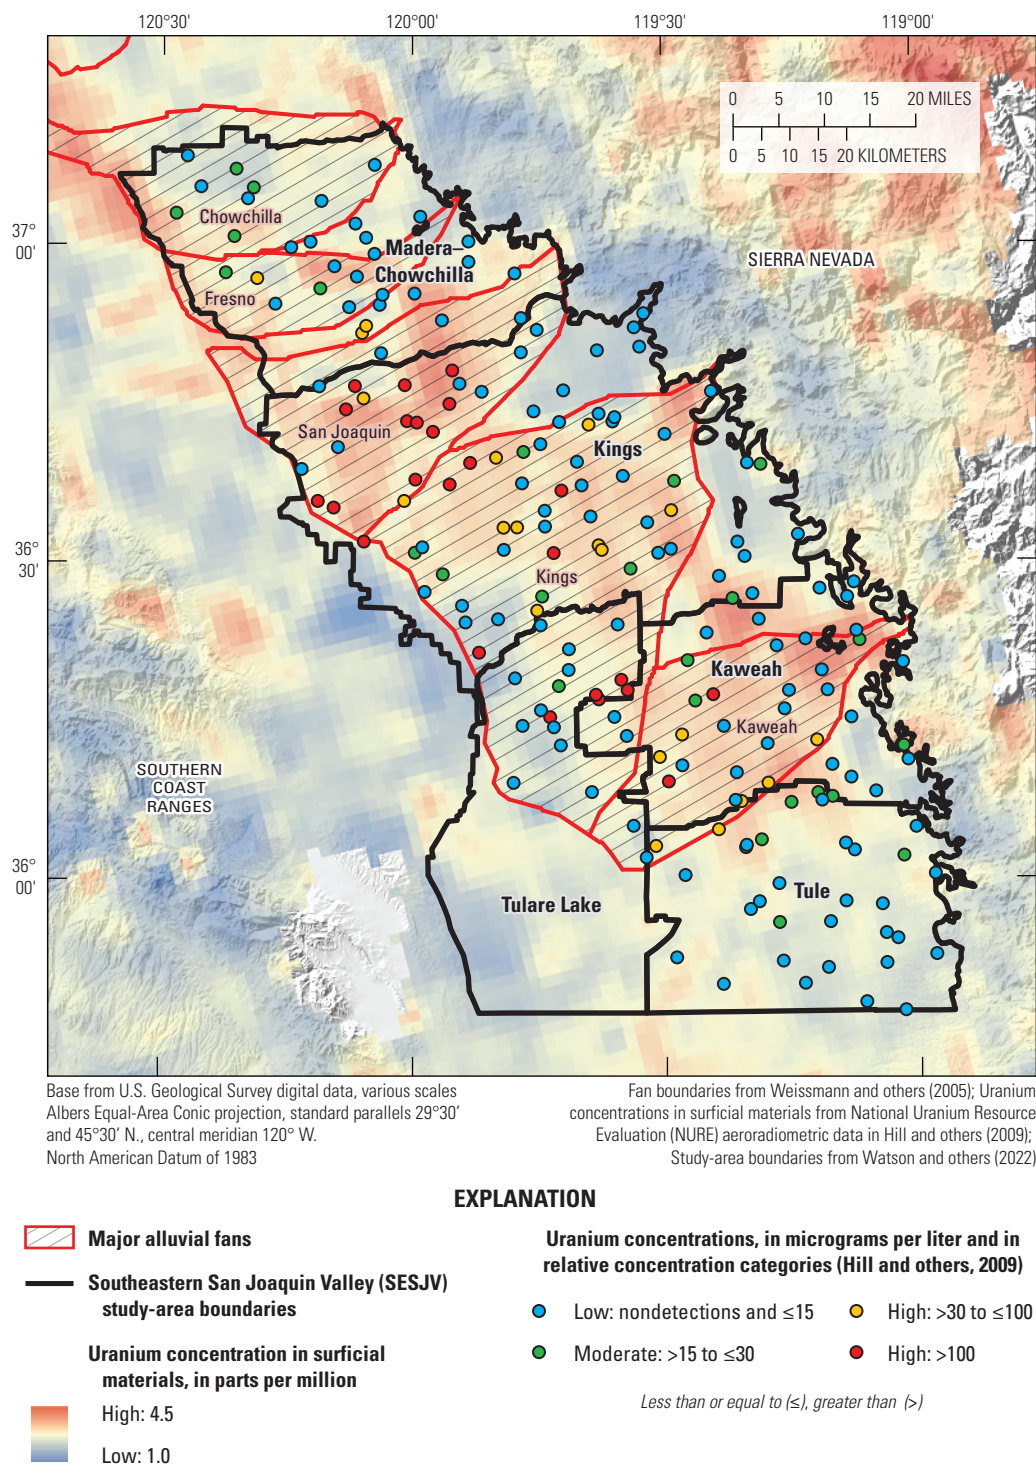 120°30'
120°00'
119°30'
119°00'
0 5 10 15 20 MILES
0 5 10 15 20 KILOMETERS
37°
00'
Chowchilla
Madera–
Chowchilla
SIERRA NEVADA
Fresno
San Joaquin
Kings
36°
30'
Kings
Kaweah
Kaweah
SOUTHERN
COAST
RANGES
36°
00'
Tulare Lake
Tule
Base from U.S. Geological Survey digital data, various scales
Albers Equal-Area Conic projection, standard parallels 29°30'
and 45°30' N., central meridian 120° W.
North American Datum of 1983
Fan boundaries from Weissmann and others (2005); Uranium
concentrations in surficial materials from National Uranium Resource
Evaluation (NURE) aeroradiometric data in Hill and others (2009);
Study-area boundaries from Watson and others (2022)
EXPLANATION
Major alluvial fans
Southeastern San Joaquin Valley (SESJV)
study-area boundaries
Uranium concentration in surficial
materials, in parts per million
High: 4.5
Low: 1.0
Uranium concentrations, in micrograms per liter and in
relative concentration categories (Hill and others, 2009)
Low: nondetections and ≤15
High: >30 to ≤100
Moderate: >15 to ≤30
High: >100
Less than or equal to (≤), greater than (>)